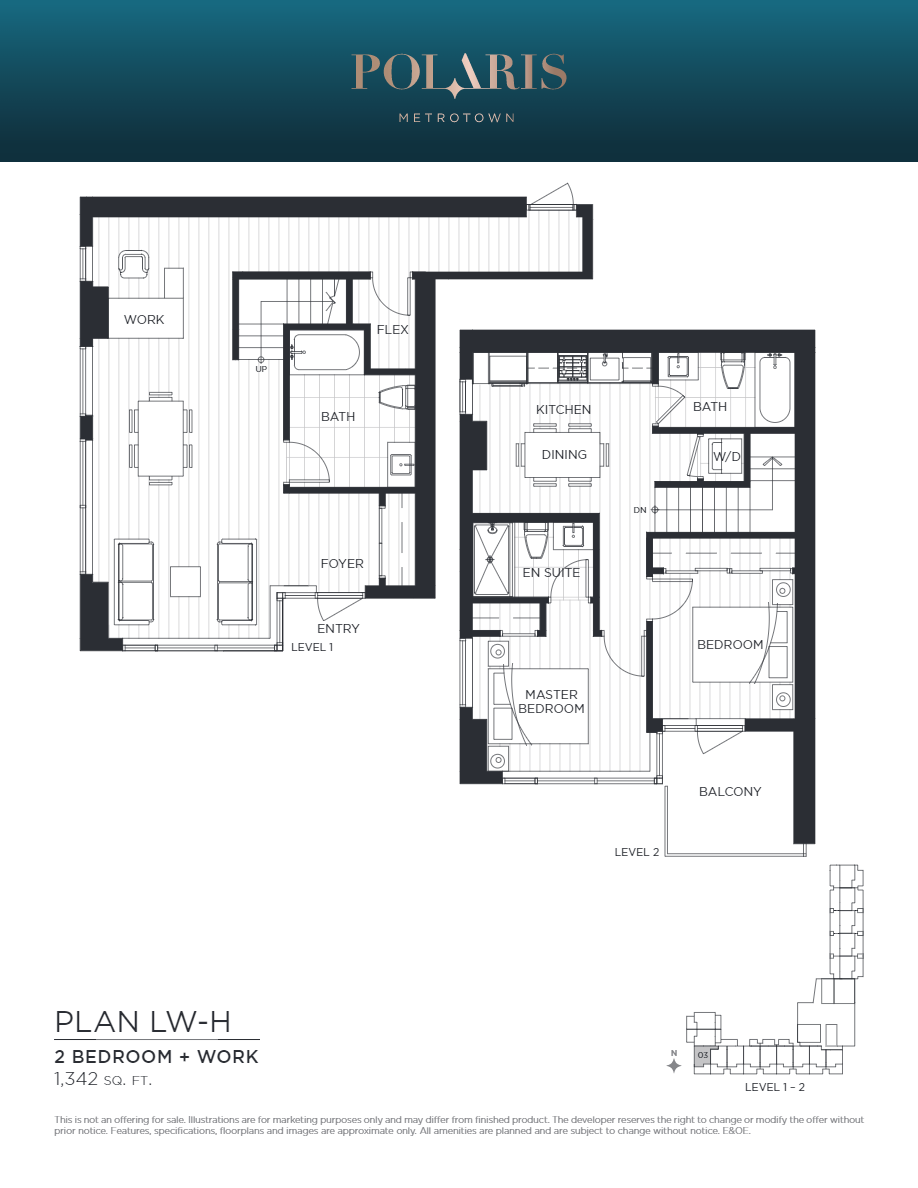 POLARIS
METROTOWN
WORK
FLEX
UP
BATH
FOYER
ENTRY
LEVEL 1
KITCHEN
BATH
DINING
W/D
DN
EN SUITE
BEDROOM
MASTER
BEDROOM
BALCONY
LEVEL 2
PLAN LW-H
2 BEDROOM + WORK
1,342 SQ. FT.
N
03
LEVEL 1 – 2
This is not an offering for sale. Illustrations are for marketing purposes only and may differ from finished product. The developer reserves the right to change or modify the offer without
prior notice. Features, specifications, floorplans and images are approximate only. All amenities are planned and are subject to change without notice. E&OE.